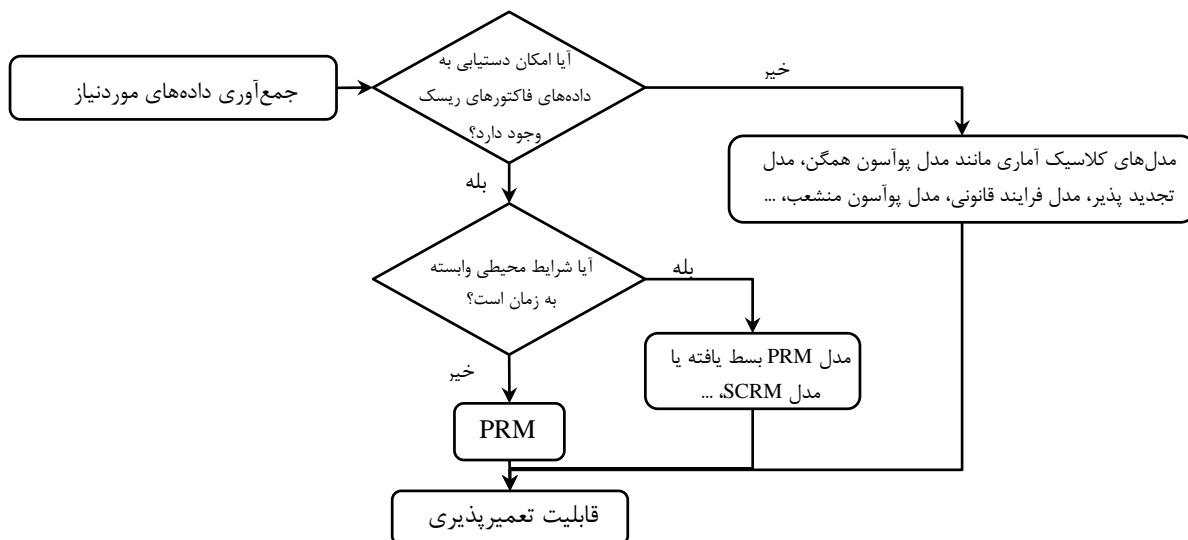 جمع‌آوری داده‌های موردنیاز
آیا امکان دستیابی به
داده‌های فاکتورهای ریسک
وجود دارد؟
خیر
مدل‌های کلاسیک آماری مانند مدل پوآسون همگن، مدل
تجدید پذیر، مدل فرایند قانونی، مدل پوآسون منشعب، ...
بله
آیا شرایط محیطی وابسته
به زمان است؟
بله
مدل PRM بسط یافته یا
مدل SCRM، ...
خیر
PRM
قابلیت تعمیرپذیری